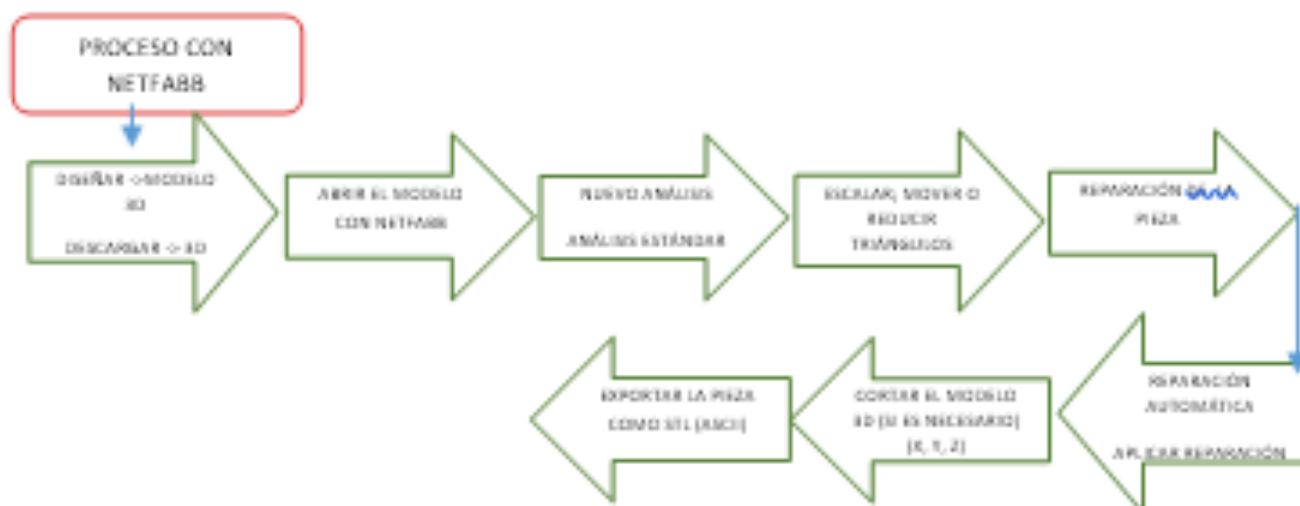 PROCESO CON
NETFABB
DISEÑAR ->MODELO
3D
DESCARGAR -> 3D
ABRIR EL MODELO
CON NETFABB
NUEVO ANÁLISIS
ANÁLISIS ESTÁNDAR
ESCALAR, MOVER O
REDUCIR
TRIÁNGULOS
REPARACIÓN
PIEZA
REPARACIÓN
AUTOMÁTICA
APLICAR REPARACIÓN
CORTAR EL MODELO
3D (SI ES NECESARIO)
(X, Y, Z)
EXPORTAR LA PIEZA
COMO STL (ASCII)